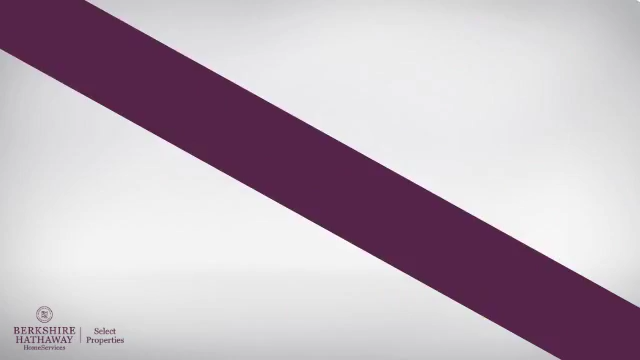 BERKSHIRE
HATHAWAY
HomeServices
Select
Properties